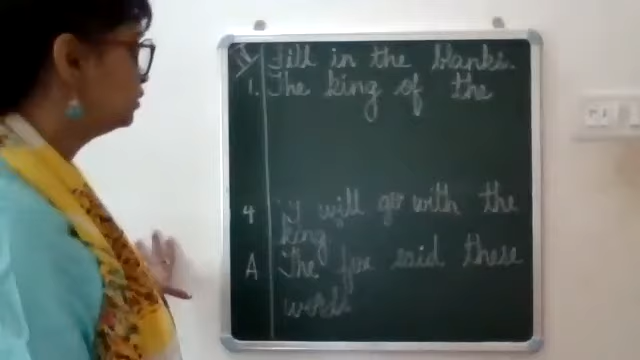 Fill in the blanks.
1. The king of the
4 "I will go with the
king
A The fox said these
words